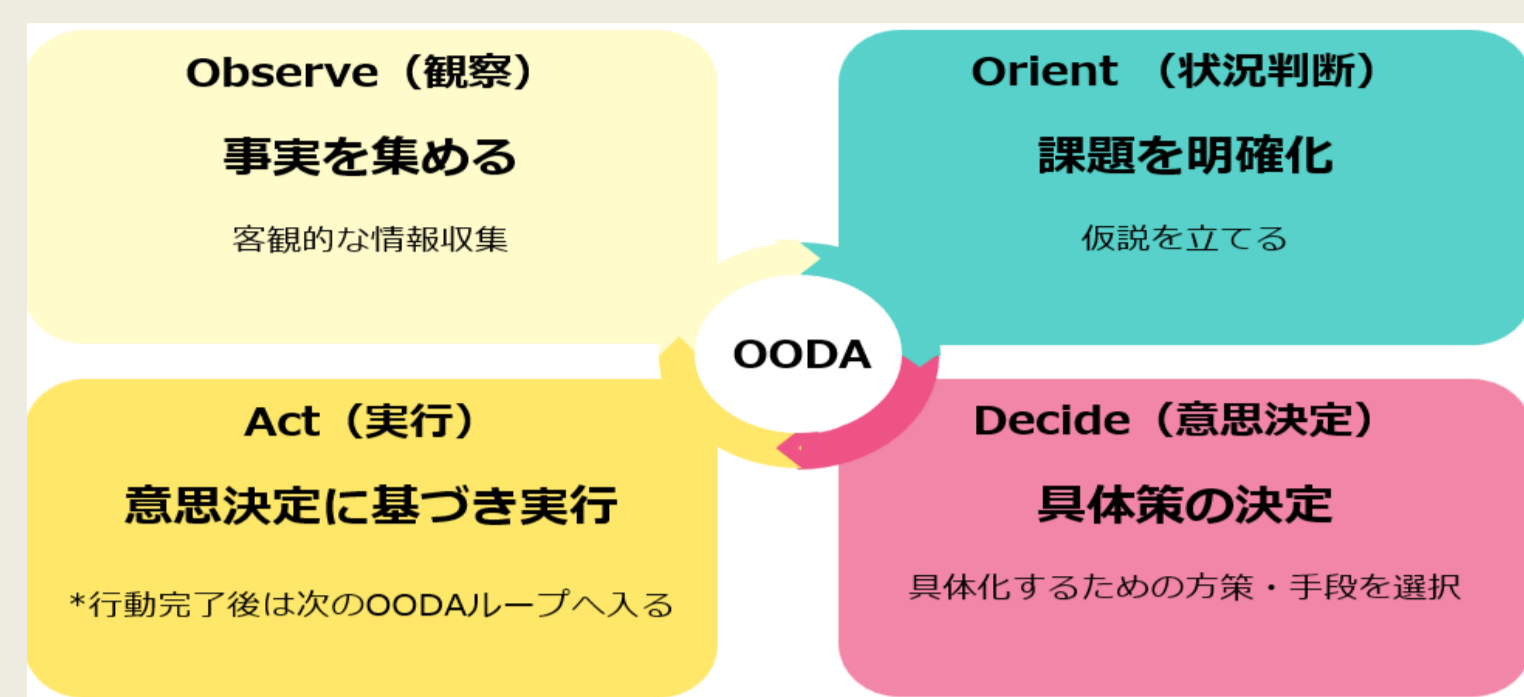 Observe（観察）
事実を集める
客観的な情報収集
Orient （状況判断）
課題を明確化
仮説を立てる
OODA
Act（実行）
意思決定に基づき実行
*行動完了後は次のOODAループへ入る
Decide（意思決定）
具体策の決定
具体化するための方策・手段を選択